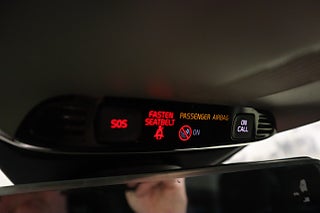 SOS
FASTEN
SEATBELT
PASSENGER AIRBAG
ON
ON
CALL